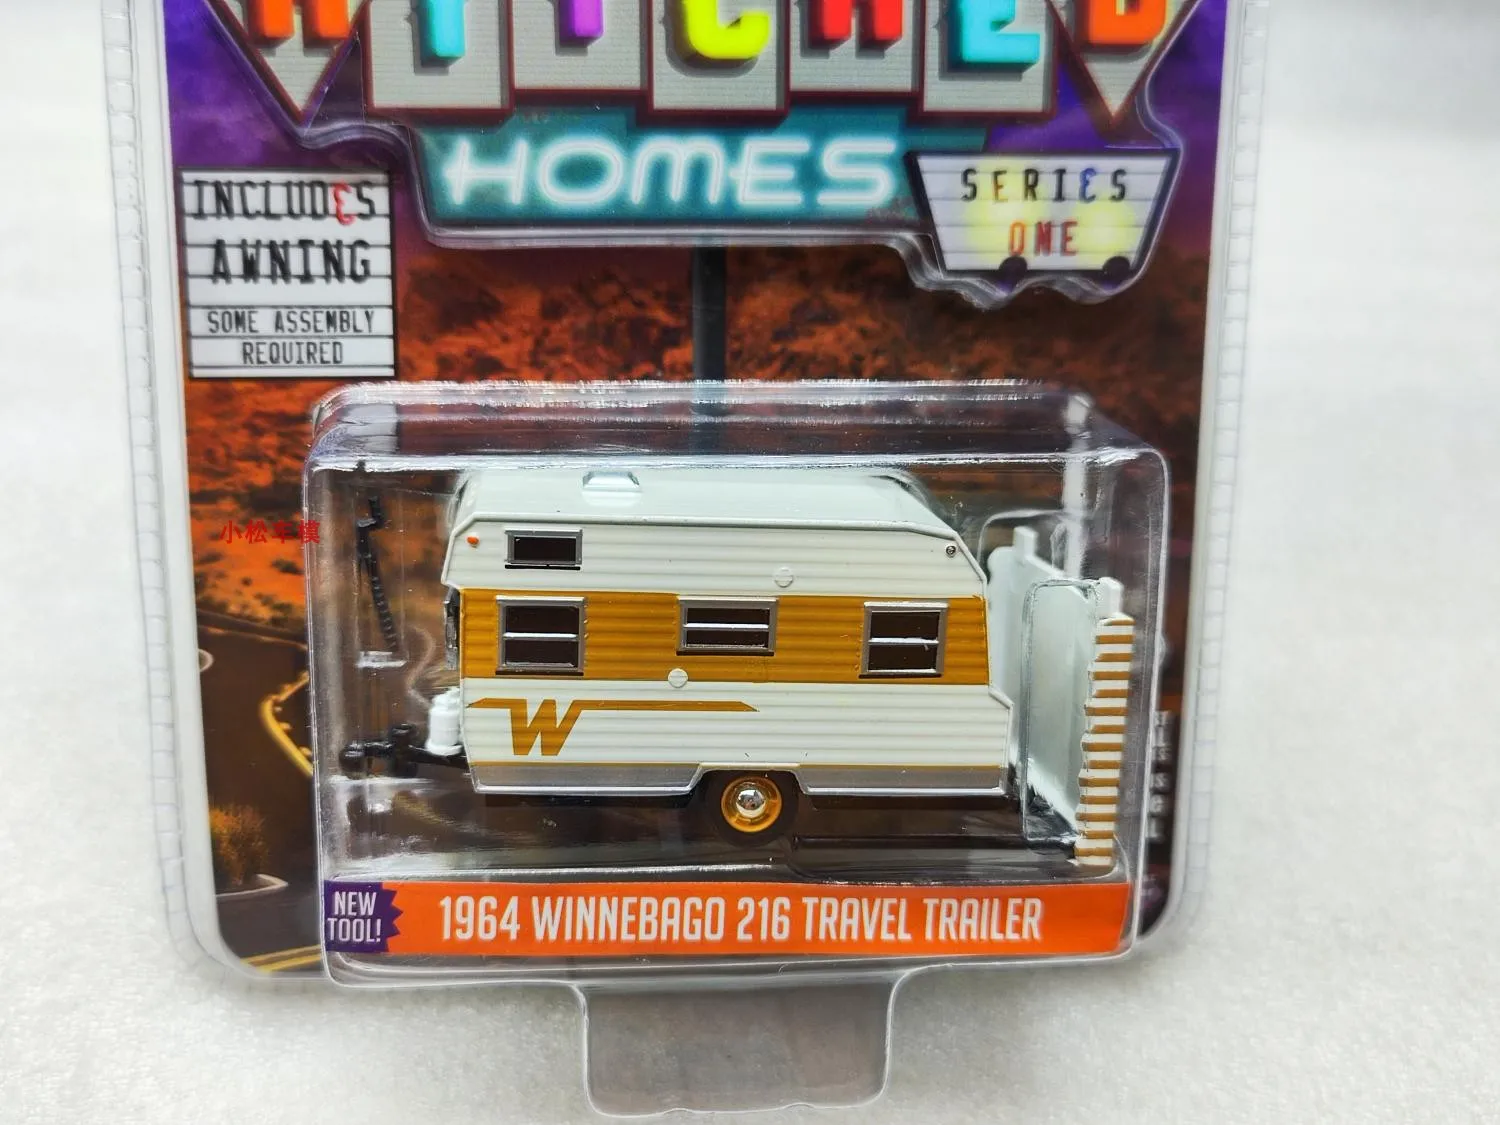 HITCHED
HOMES
SERIES
ONE
INCLUDES
AWNING
SOME ASSEMBLY
REQUIRED
小松车模
W
NEW
TOOL!
1964 WINNEBAGO 216 TRAVEL TRAILER